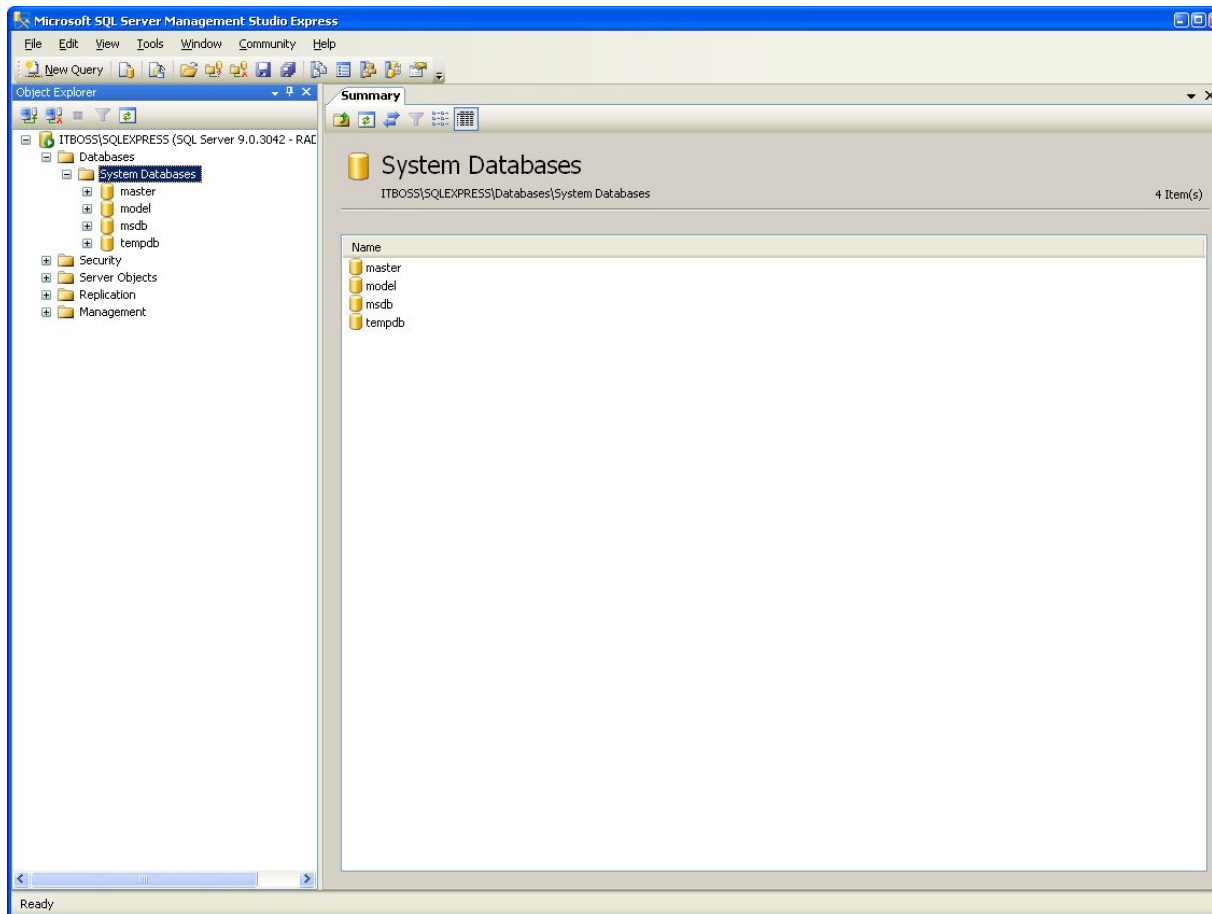 Microsoft SQL Server Management Studio Express
File Edit View Tools Window Community Help
New Query
Object Explorer
ITBOSS\SQLEXPRESS (SQL Server 9.0.3042 - RAD
Databases
System Databases
master
model
msdb
tempdb
Security
Server Objects
Replication
Management
Summary
System Databases
ITBOSS\SQLEXPRESS\Databases\System Databases
4 Item(s)
Name
master
model
msdb
tempdb
Ready